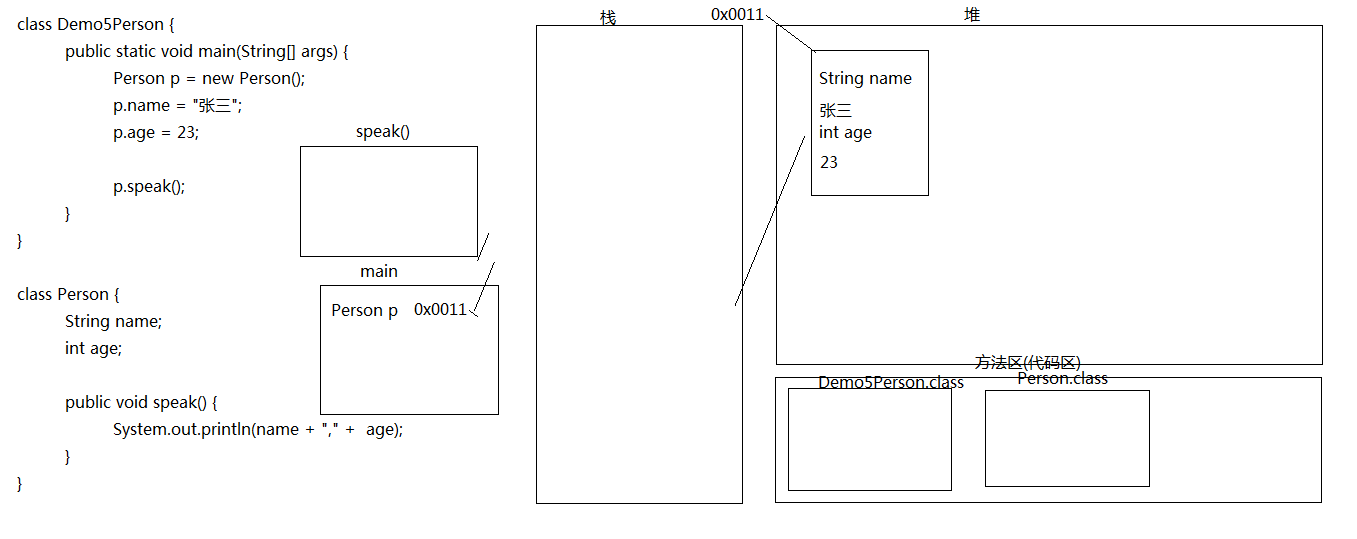 class Demo5Person {
public static void main(String[] args) {
Person p = new Person();
p.name = "张三";
p.age = 23;
p.speak();
}
}
class Person {
String name;
int age;
public void speak() {
System.out.println(name + "," + age);
}
}
speak()
main
Person p 0x0011
栈
0x0011
堆
String name
张三
int age
23
方法区(代码区)
Demo5Person.class
Person.class